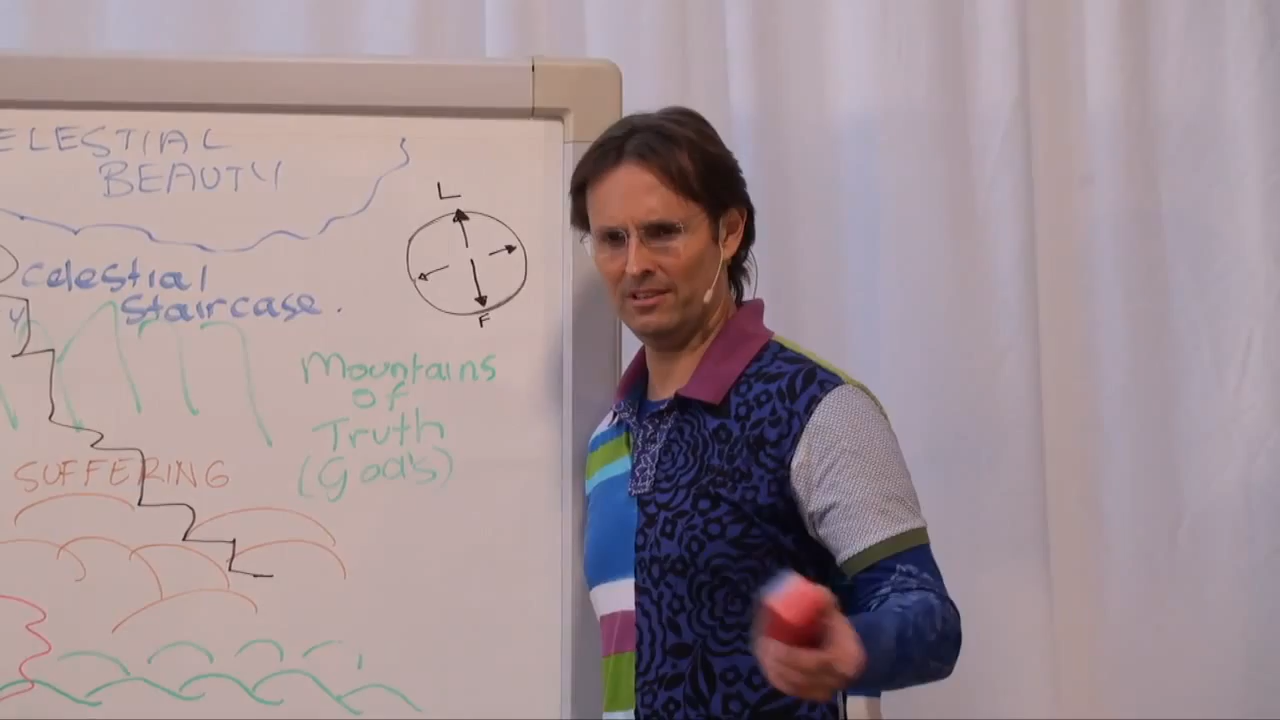 ELESTIAL
BEAUTY
L
Celestial
Staircase.
Y
F
Mountains
of
Truth
(God's)
SUFFERING